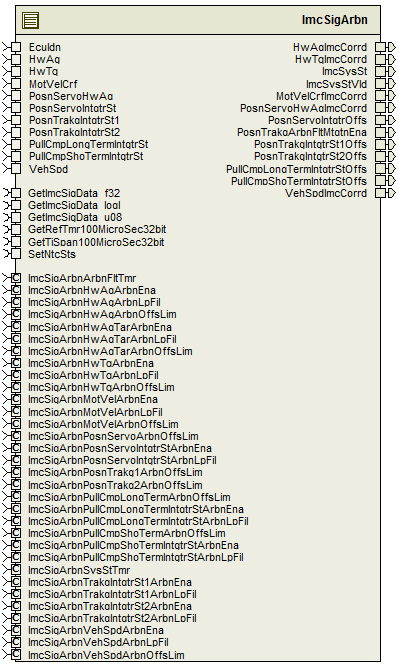 ImcSigArbn
EcuIdn
HwAg
HwTq
MotVelCrf
PosnServoHwAg
PosnServoIntgtrSt
PosnTrakgIntgtrSt1
PosnTrakgIntgtrSt2
PullCmpLongTermIntgtrSt
PullCmpShoTermIntgtrSt
VehSpd
GetImcSigData_f32
GetImcSigData_logl
GetImcSigData_u08
GetRefTmr100MicroSec32bit
GetTiSpan100MicroSec32bit
SetNtcSts
ImcSigArbnArbnFltTmr
ImcSigArbnHwAgArbnEna
ImcSigArbnHwAgArbnLpFil
ImcSigArbnHwAgArbnOffsLim
ImcSigArbnHwAgTarArbnEna
ImcSigArbnHwAgTarArbnLpFil
ImcSigArbnHwAgTarArbnOffsLim
ImcSigArbnHwTqArbnEna
ImcSigArbnHwTqArbnLpFil
ImcSigArbnHwTqArbnOffsLim
ImcSigArbnMotVelArbnEna
ImcSigArbnMotVelArbnLpFil
ImcSigArbnMotVelArbnOffsLim
ImcSigArbnPosnServoArbnOffsLim
ImcSigArbnPosnServoIntgtrStArbnEna
ImcSigArbnPosnServoIntgtrStArbnLpFil
ImcSigArbnPosnTrakg1ArbnOffsLim
ImcSigArbnPosnTrakg2ArbnOffsLim
ImcSigArbnPullCmpLongTermArbnOffsLim
ImcSigArbnPullCmpLongTermIntgtrStArbnEna
ImcSigArbnPullCmpLongTermIntgtrStArbnLpFil
ImcSigArbnPullCmpShoTermArbnOffsLim
ImcSigArbnPullCmpShoTermIntgtrStArbnEna
ImcSigArbnPullCmpShoTermIntgtrStArbnLpFil
ImcSigArbnSysStTmr
ImcSigArbnTrakgIntgtrSt1ArbnEna
ImcSigArbnTrakgIntgtrSt1ArbnLpFil
ImcSigArbnTrakgIntgtrSt2ArbnEna
ImcSigArbnTrakgIntgtrSt2ArbnLpFil
ImcSigArbnVehSpdArbnEna
ImcSigArbnVehSpdArbnLpFil
ImcSigArbnVehSpdArbnOffsLim
HwAgImcCorrd
HwTqImcCorrd
ImcSysSt
ImcSysStVld
MotVelCrfImcCorrd
PosnServoHwAgImcCorrd
PosnServoIntgtrOffs
PosnTrakgArbnFltMtgtnEna
PosnTrakgIntgtrSt1Offs
PosnTrakgIntgtrSt2Offs
PullCmpLongTermIntgtrStOffs
PullCmpShoTermIntgtrStOffs
VehSpdImcCorrd